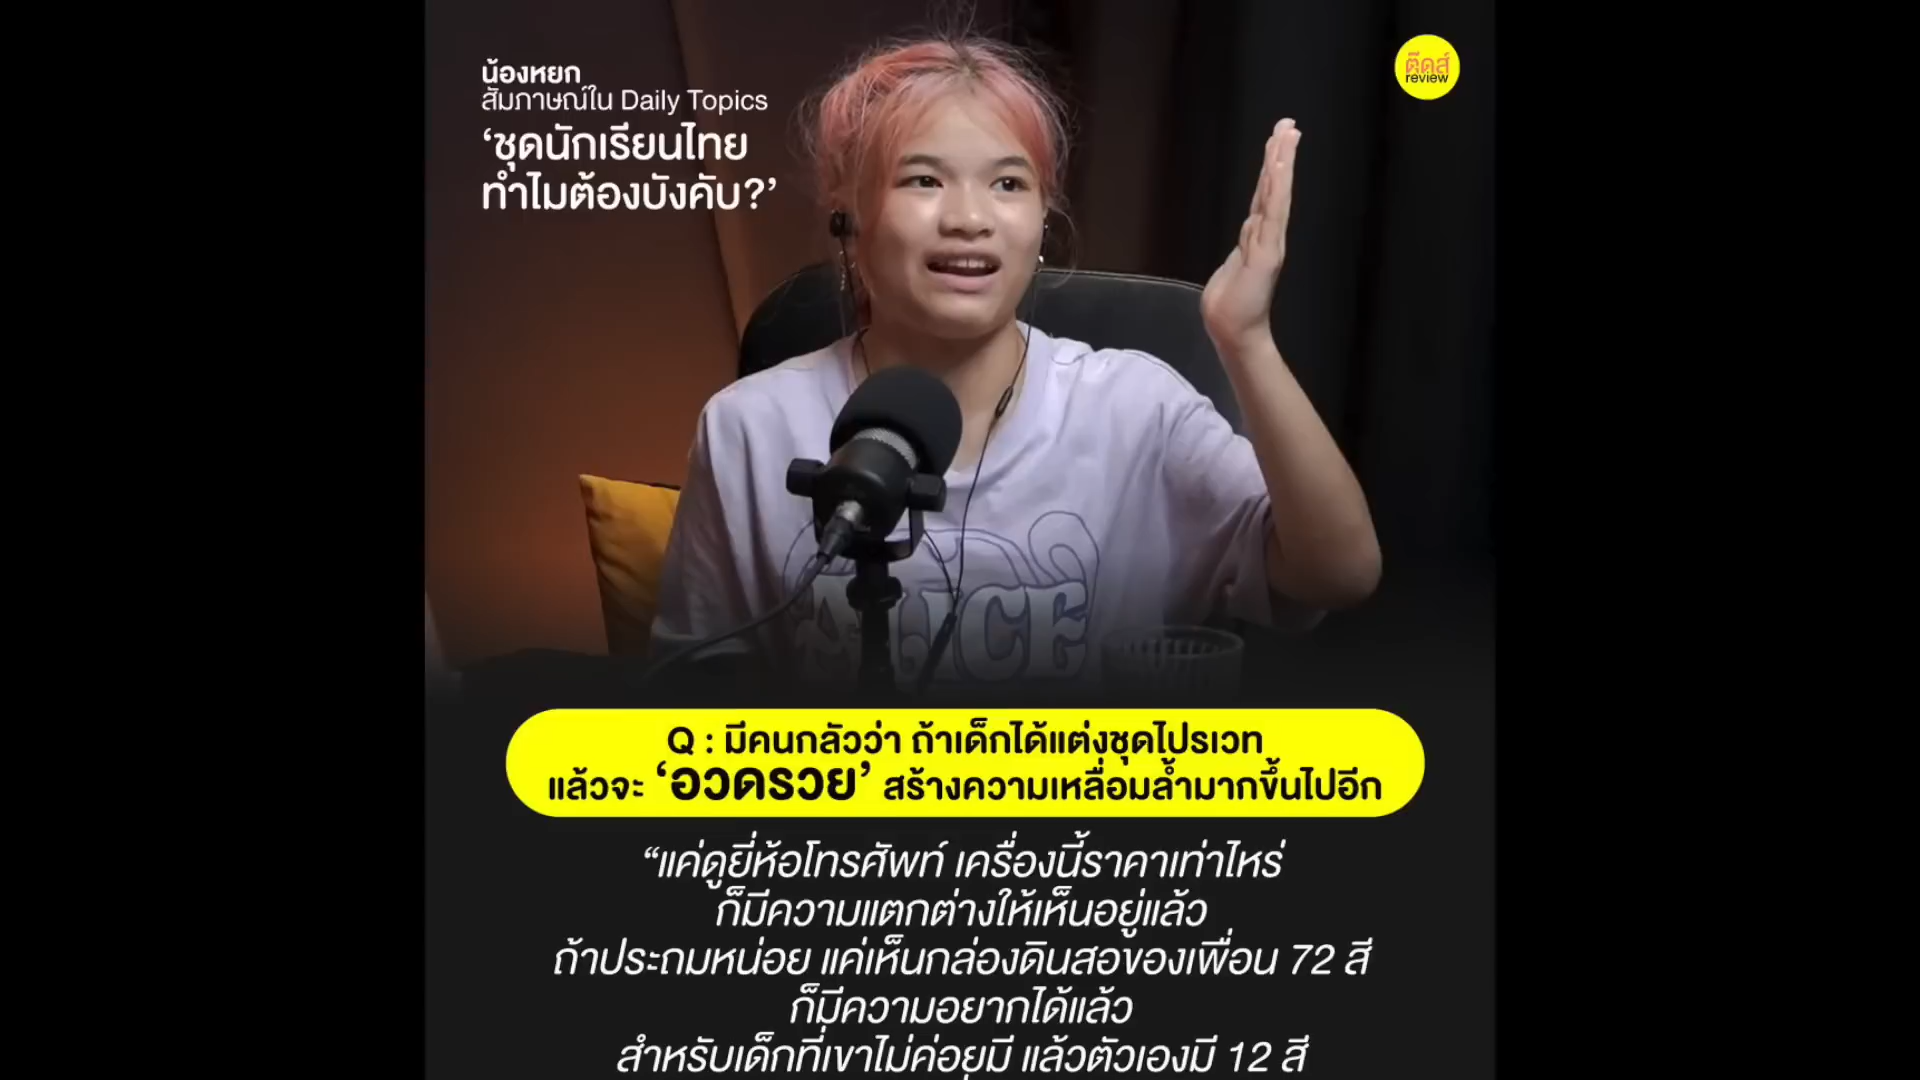 น้องหยก
สัมภาษณ์ใน Daily Topics
‘ชุดนักเรียนไทย
ทำไมต้องบังคับ?’
ตี๊ดส์
review
ALICE
Q : มีคนกลัวว่า ถ้าเด็กได้แต่งชุดไปรเวท
แล้วจะ ‘อวดรวย’ สร้างความเหลื่อมล้ำมากขึ้นไปอีก
“แค่ดูยี่ห้อโทรศัพท์ เครื่องนี้ราคาเท่าไหร่
ก็มีความแตกต่างให้เห็นอยู่แล้ว
ถ้าประถมหน่อย แค่เห็นกล่องดินสอของเพื่อน 72 สี
ก็มีความอยากได้แล้ว
สำหรับเด็กที่เขาไม่ค่อยมี แล้วตัวเองมี 12 สี